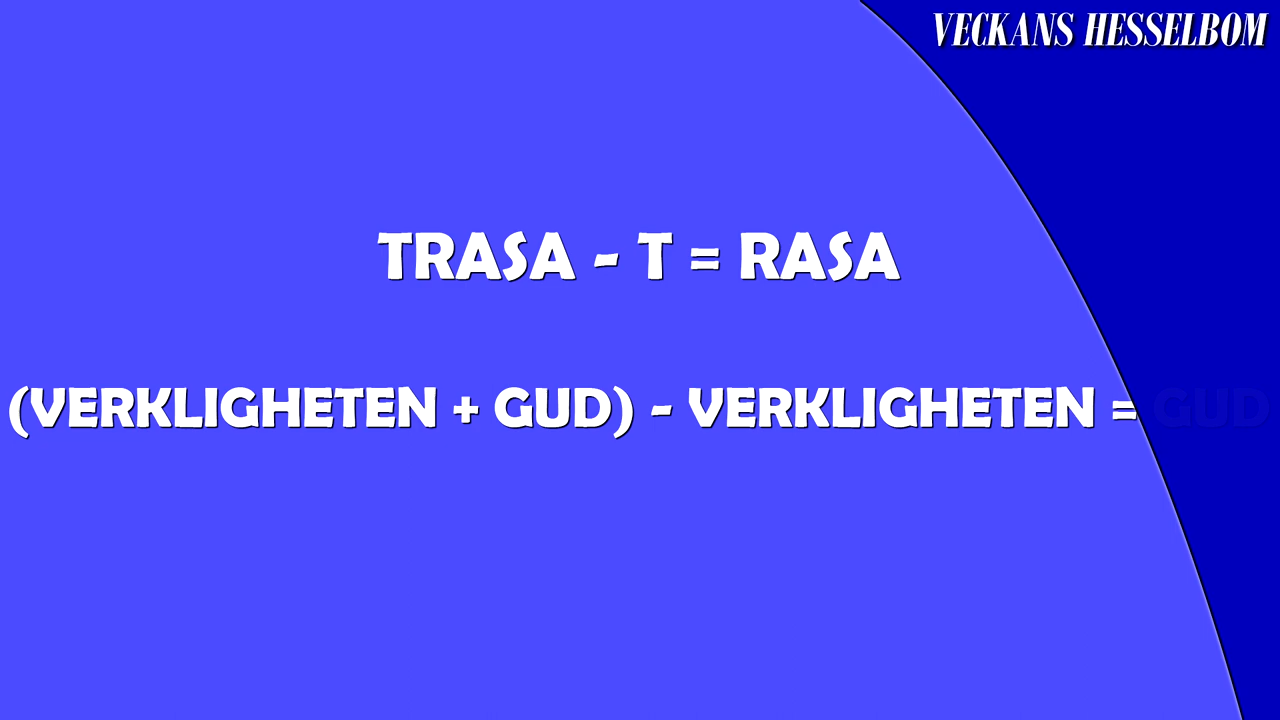 VECKANS HESSELBOM
TRASA - T = RASA
(VERKLIGHETEN + GUD) - VERKLIGHETEN = GUD